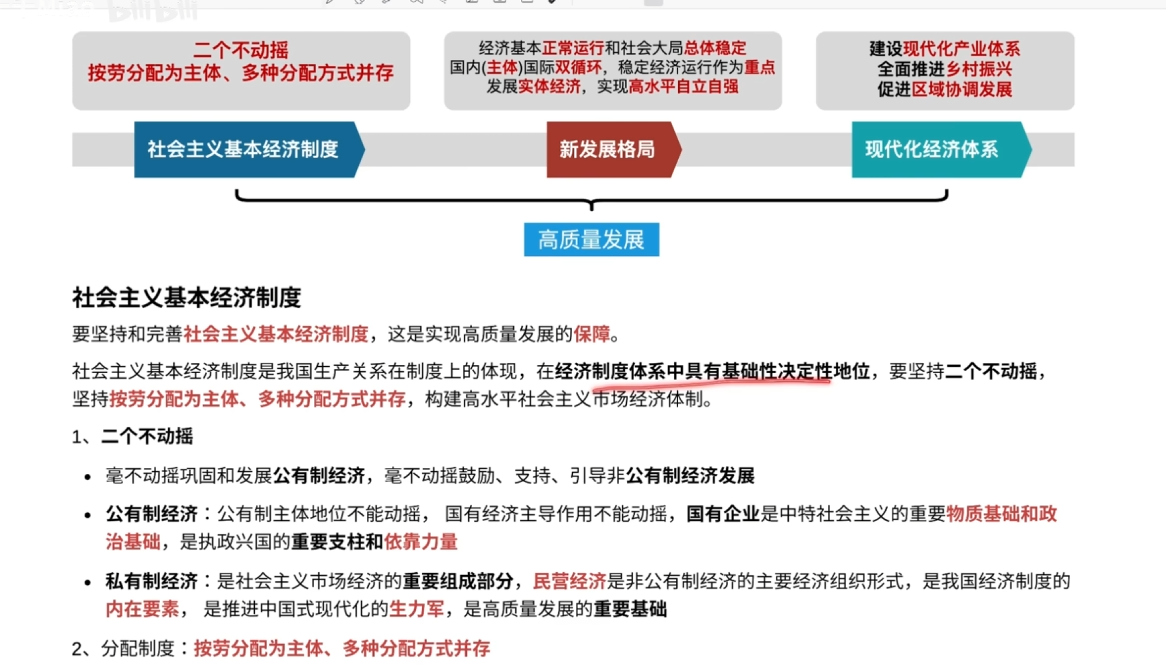 bilibili
二个不动摇
按劳分配为主体、多种分配方式并存
经济基本正常运行和社会大局总体稳定
国内(主体)国际双循环，稳定经济运行作为重点
发展实体经济，实现高水平自立自强
建设现代化产业体系
全面推进乡村振兴
促进区域协调发展
社会主义基本经济制度
新发展格局
现代化经济体系
高质量发展
社会主义基本经济制度
要坚持和完善社会主义基本经济制度，这是实现高质量发展的保障。
社会主义基本经济制度是我国生产关系在制度上的体现，在经济制度体系中具有基础性决定性地位，要坚持二个不动摇，
坚持按劳分配为主体、多种分配方式并存，构建高水平社会主义市场经济体制。
1、二个不动摇
• 毫不动摇巩固和发展公有制经济，毫不动摇鼓励、支持、引导非公有制经济发展
• 公有制经济：公有制主体地位不能动摇， 国有经济主导作用不能动摇，国有企业是中特社会主义的重要物质基础和政
治基础，是执政兴国的重要支柱和依靠力量
• 私有制经济：是社会主义市场经济的重要组成部分，民营经济是非公有制经济的主要经济组织形式，是我国经济制度的
内在要素， 是推进中国式现代化的生力军，是高质量发展的重要基础
2、分配制度：按劳分配为主体、多种分配方式并存